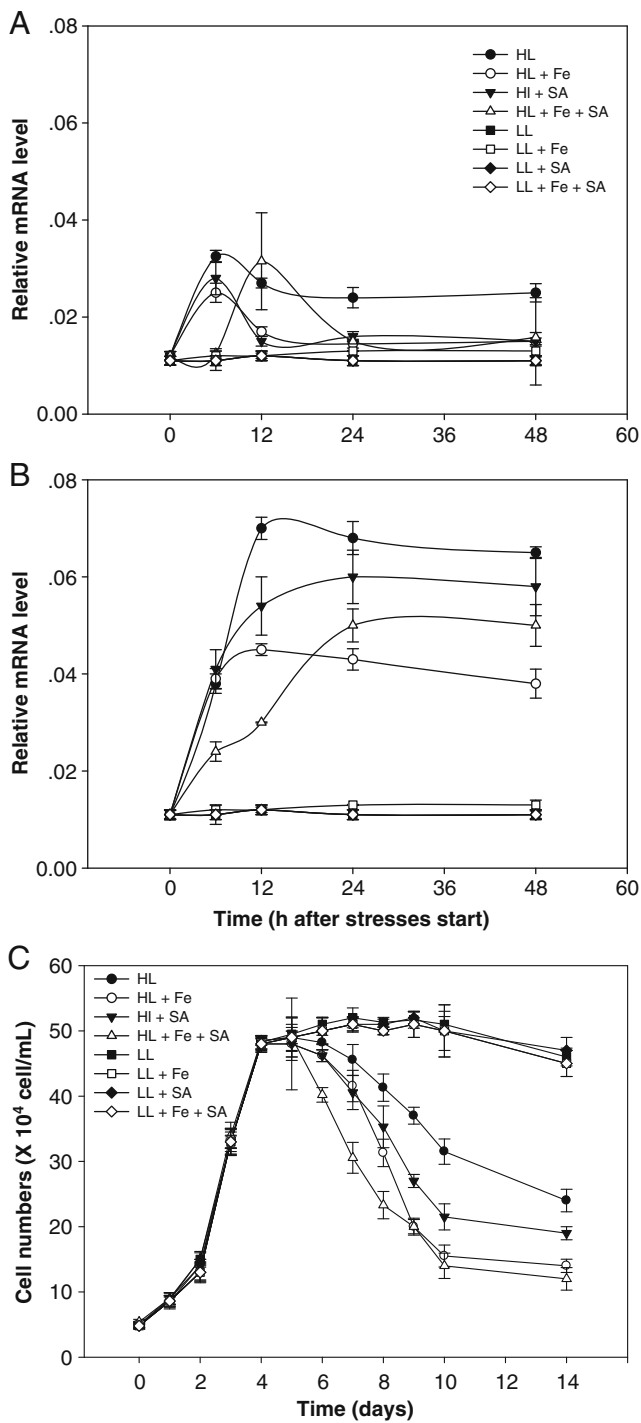 A
.08
.06
.04
.02
0.00
Relative mRNA level
HL
HL + Fe
Hl + SA
HL + Fe + SA
LL
LL + Fe
LL + SA
LL + Fe + SA
0 12 24 36 48 60
B
.08
.06
.04
.02
0.00
Relative mRNA level
0 12 24 36 48 60
Time (h after stresses start)
C
60
50
40
30
20
10
0
Cell numbers (X 10⁴ cell/mL)
HL
HL + Fe
Hl + SA
HL + Fe + SA
LL
LL + Fe
LL + SA
LL + Fe + SA
0 2 4 6 8 10 12 14
Time (days)